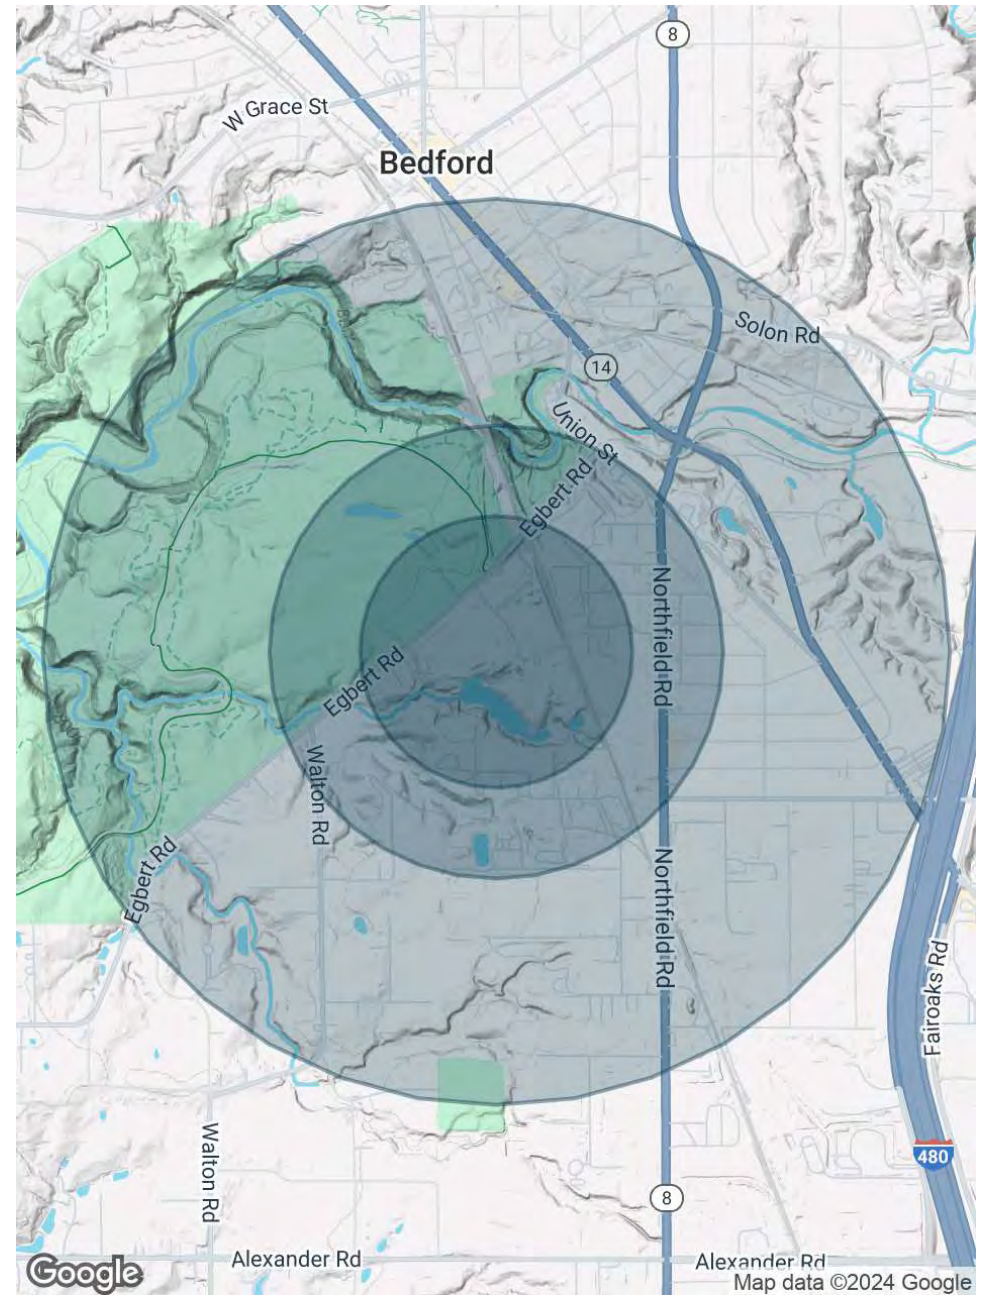 8
W Grace St
Bedford
Solon Rd
14
Union St
Egbert Rd
Northfield Rd
Egbert Rd
Walton Rd
Egbert Rd
Northfield Rd
Fairoaks Rd
Walton Rd
480
8
Alexander Rd
Alexander Rd
Google
Map data ©2024 Google